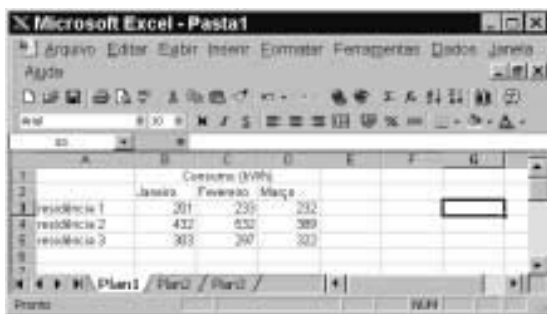 Microsoft Excel - Pasta1
Arquivo Editar Exibir Inserir Formatar Ferramentas Dados Janela
Ajuda
Arial 10 N I S
A B C D E F G
1 Consumo (kWh)
2 Janeiro Fevereiro Março
3 residência 1 201 233 232
4 residência 2 432 532 389
5 residência 3 303 297 322
6
7
Plan1 Plan2 Plan3
Pronto NUM